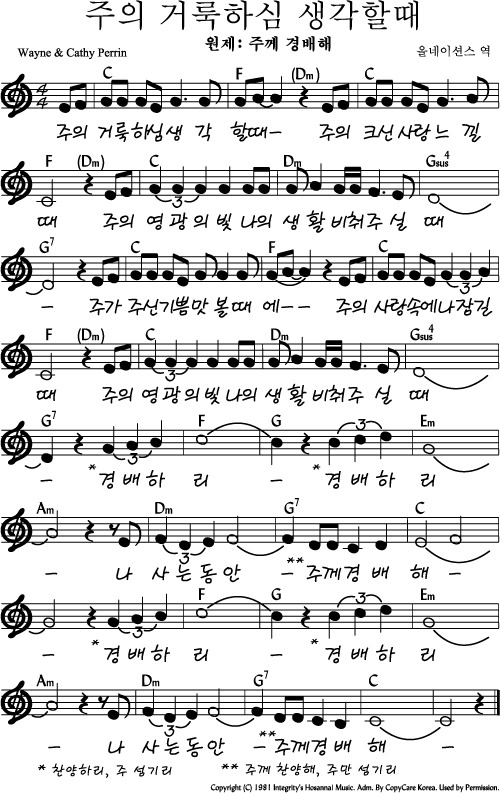 주의 거룩하심 생각할때
원제: 주께 경배해
Wayne & Cathy Perrin 올네이션스 역
C F (Dm) C
주의 거룩하심생 각 할때- 주의 크신사랑느 낄
F (Dm) C Dm Gsus4
때 주의 영광의빛 나의 생 활 비춰주 실 때
G7 C F C
- 주가 주신기쁨맛 볼때 에-- 주의 사랑속에나잠길
F (Dm) C Dm Gsus4
때 주의 영광의빛 나의 생 활 비춰주 실 때
G7 F G Em
- *경배하 리 - *경배하 리
Am Dm G7 C
- 나 사는동안 -**주께경 배 해 -
F G Em
- *경배하 리 - *경배하 리
Am Dm G7 C
- 나 사는동안 -**주께경배 해 -
* 찬양하리, 주 섬기리 ** 주께 찬양해, 주만 섬기리
Copyright (C) 1981 Integrity's Hosanna! Music. Adm. By CopyCare Korea. Used by Permission